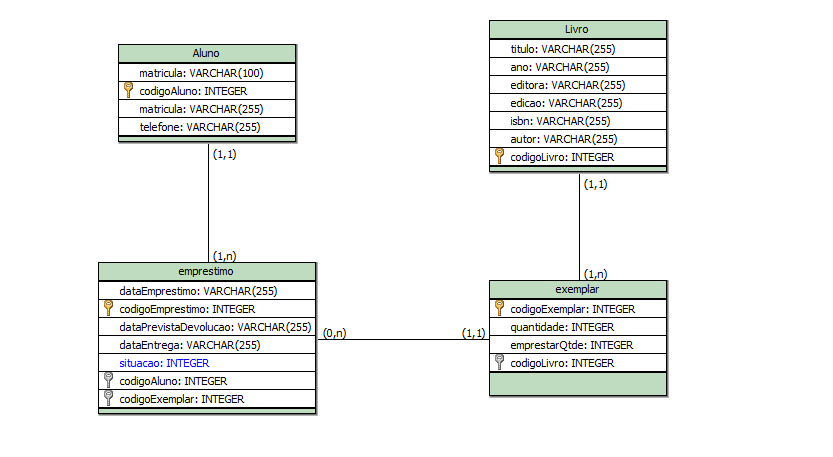 Aluno
matricula: VARCHAR(100)
codigoAluno: INTEGER
matricula: VARCHAR(255)
telefone: VARCHAR(255)
(1,1)
(1,n)
Livro
titulo: VARCHAR(255)
ano: VARCHAR(255)
editora: VARCHAR(255)
edicao: VARCHAR(255)
isbn: VARCHAR(255)
autor: VARCHAR(255)
codigoLivro: INTEGER
(1,1)
(1,n)
emprestimo
dataEmprestimo: VARCHAR(255)
codigoEmprestimo: INTEGER
dataPrevistaDevolucao: VARCHAR(255)
dataEntrega: VARCHAR(255)
situacao: INTEGER
codigoAluno: INTEGER
codigoExemplar: INTEGER
(0,n)
(1,1)
exemplar
codigoExemplar: INTEGER
quantidade: INTEGER
emprestarQtde: INTEGER
codigoLivro: INTEGER